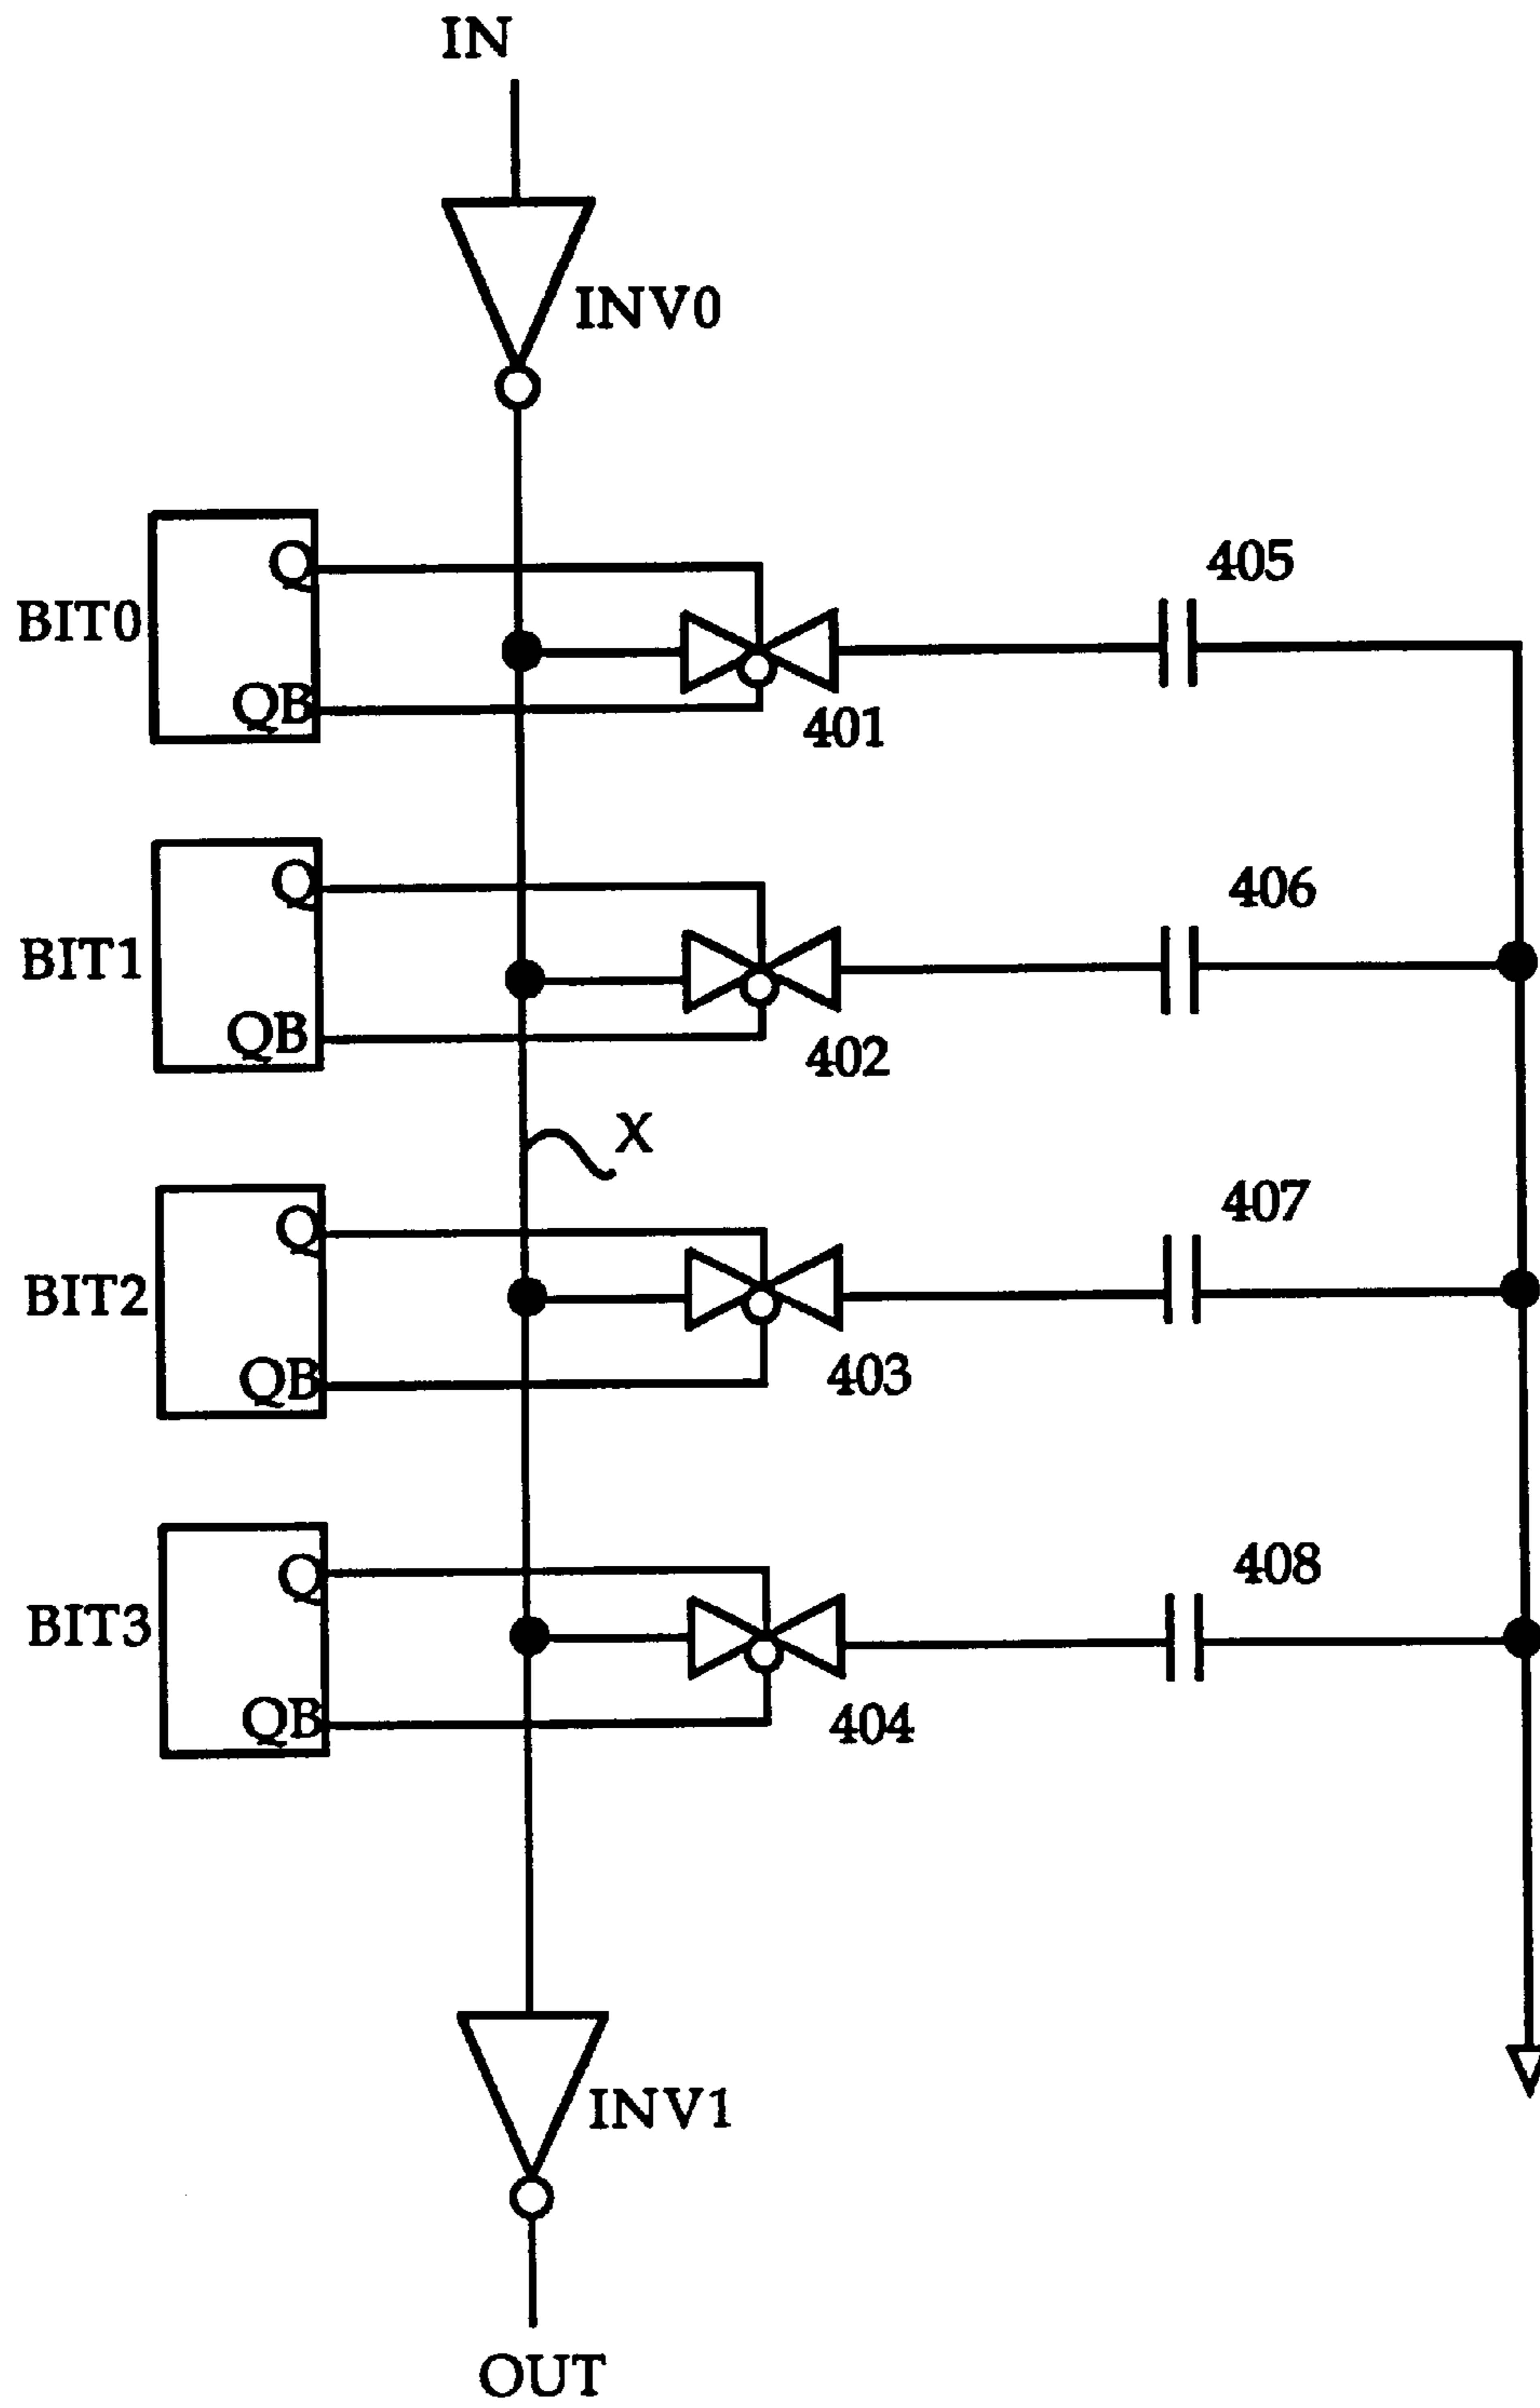 IN
INV0
Q
405
BIT0
QB
401
Q
406
BIT1
QB
402
X
Q
407
BIT2
QB
403
Q
408
BIT3
QB
404
INV1
OUT